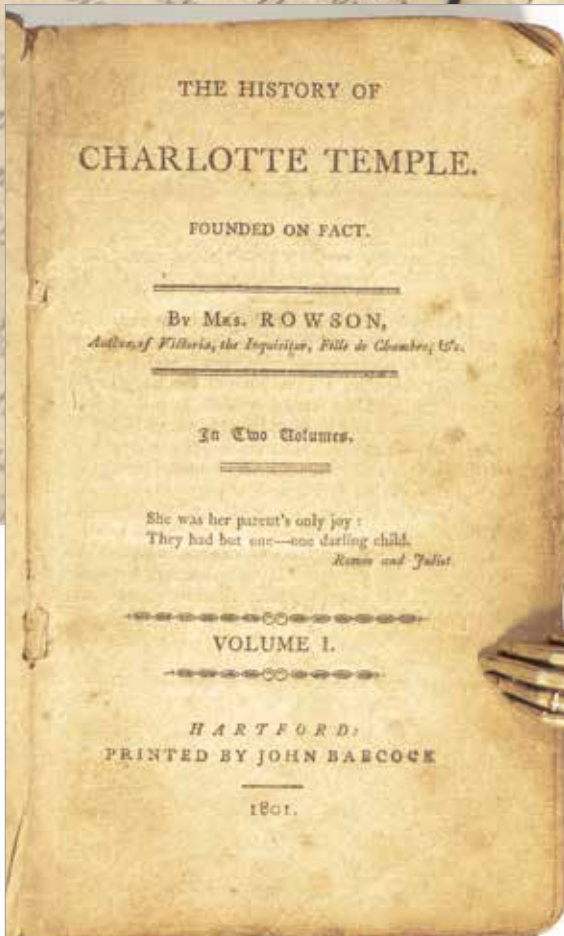 THE HISTORY OF
CHARLOTTE TEMPLE.
FOUNDED ON FACT.
BY MRS. ROWSON,
Author of Victoria, the Inquisitor, Fille de Chambre, &c.
In Two Volumes.
She was her parent's only joy:
They had but one—one darling child.
Romeo and Juliet
VOLUME I.
HARTFORD:
PRINTED BY JOHN BABCOCK
1801.